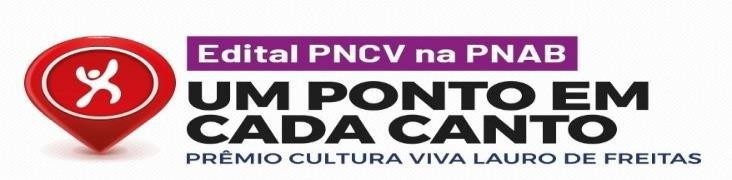 Edital PNCV na PNAB
UM PONTO EM
CADA CANTO
PRÊMIO CULTURA VIVA LAURO DE FREITAS